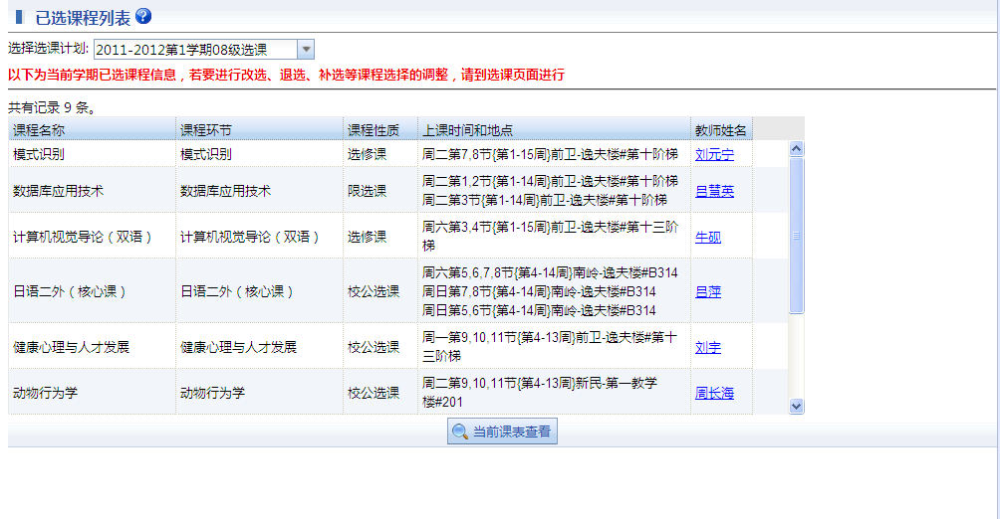 已选课程列表 ?
选择选课计划: 2011-2012第1学期08级选课
以下为当前学期已选课程信息，若要进行改选、退选、补选等课程选择的调整，请到选课页面进行
共有记录 9 条。
课程名称 课程环节 课程性质 上课时间和地点 教师姓名
模式识别 模式识别 选修课 周二第7,8节{第1-15周}前卫-逸夫楼#第十阶梯 刘元宁
数据库应用技术 数据库应用技术 限选课 周二第1,2节{第1-14周}前卫-逸夫楼#第十阶梯 吕慧英
周二第3节{第1-14周}前卫-逸夫楼#第十阶梯
计算机视觉导论（双语） 计算机视觉导论（双语） 选修课 周六第3,4节{第1-15周}前卫-逸夫楼#第十三阶 牛砚
梯
周六第5,6,7,8节{第4-14周}南岭-逸夫楼#B314
日语二外（核心课） 日语二外（核心课） 校公选课 周日第7,8节{第4-14周}南岭-逸夫楼#B314 吕萍
周日第5,6节{第4-14周}南岭-逸夫楼#B314
健康心理与人才发展 健康心理与人才发展 校公选课 周一第9,10,11节{第4-13周}前卫-逸夫楼#第十 刘宇
三阶梯
动物行为学 动物行为学 校公选课 周二第9,10,11节{第4-13周}新民-第一教学 周长海
楼#201
当前课表查看